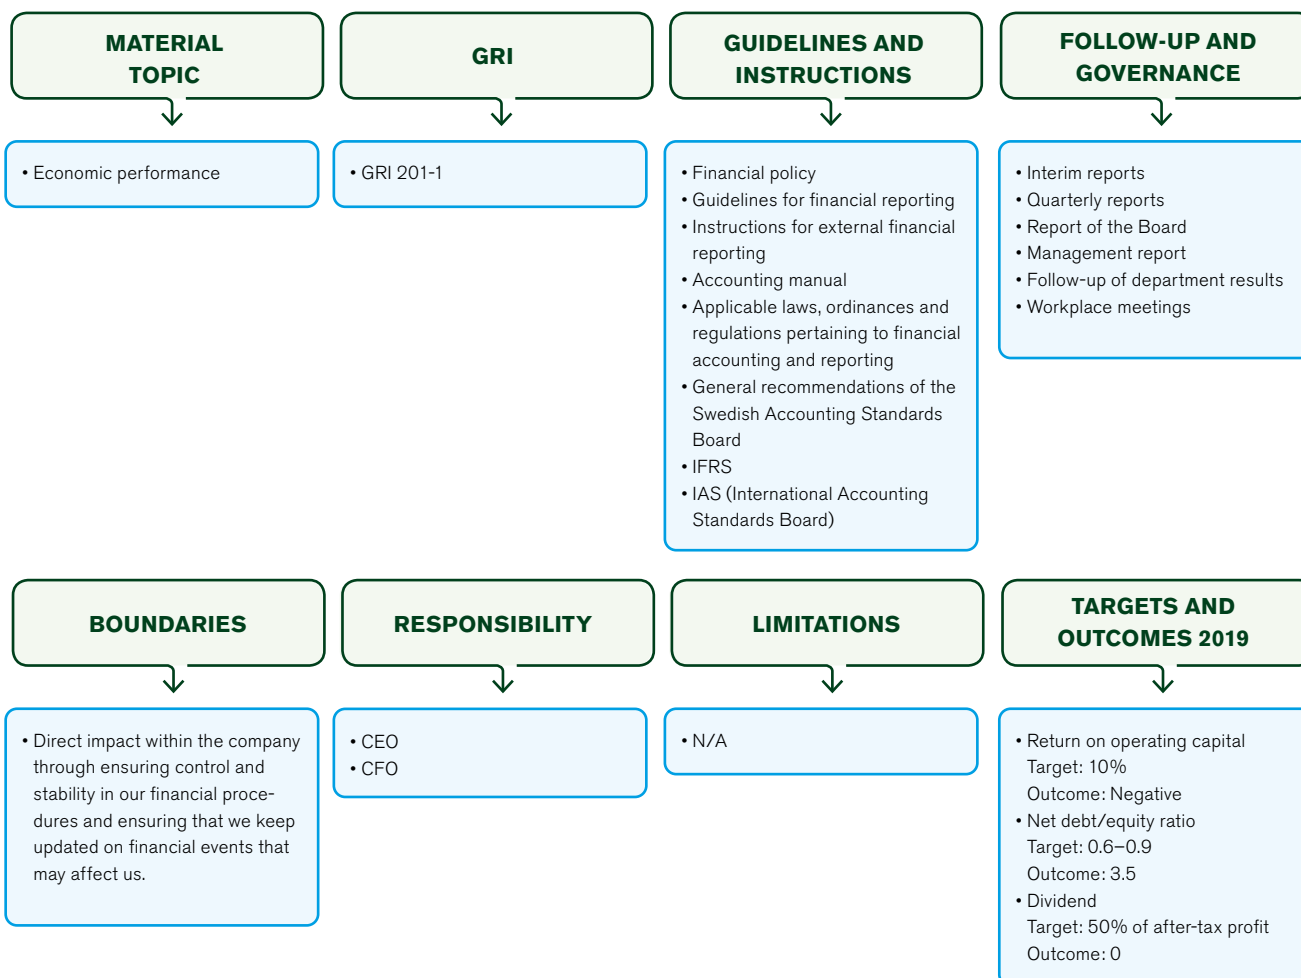 MATERIAL
TOPIC
• Economic performance
GRI
• GRI 201-1
GUIDELINES AND
INSTRUCTIONS
• Financial policy
• Guidelines for financial reporting
• Instructions for external financial
reporting
• Accounting manual
• Applicable laws, ordinances and
regulations pertaining to financial
accounting and reporting
• General recommendations of the
Swedish Accounting Standards
Board
• IFRS
• IAS (International Accounting
Standards Board)
FOLLOW-UP AND
GOVERNANCE
• Interim reports
• Quarterly reports
• Report of the Board
• Management report
• Follow-up of department results
• Workplace meetings
BOUNDARIES
• Direct impact within the company
through ensuring control and
stability in our financial proce-
dures and ensuring that we keep
updated on financial events that
may affect us.
RESPONSIBILITY
• CEO
• CFO
LIMITATIONS
• N/A
TARGETS AND
OUTCOMES 2019
• Return on operating capital
Target: 10%
Outcome: Negative
• Net debt/equity ratio
Target: 0.6–0.9
Outcome: 3.5
• Dividend
Target: 50% of after-tax profit
Outcome: 0